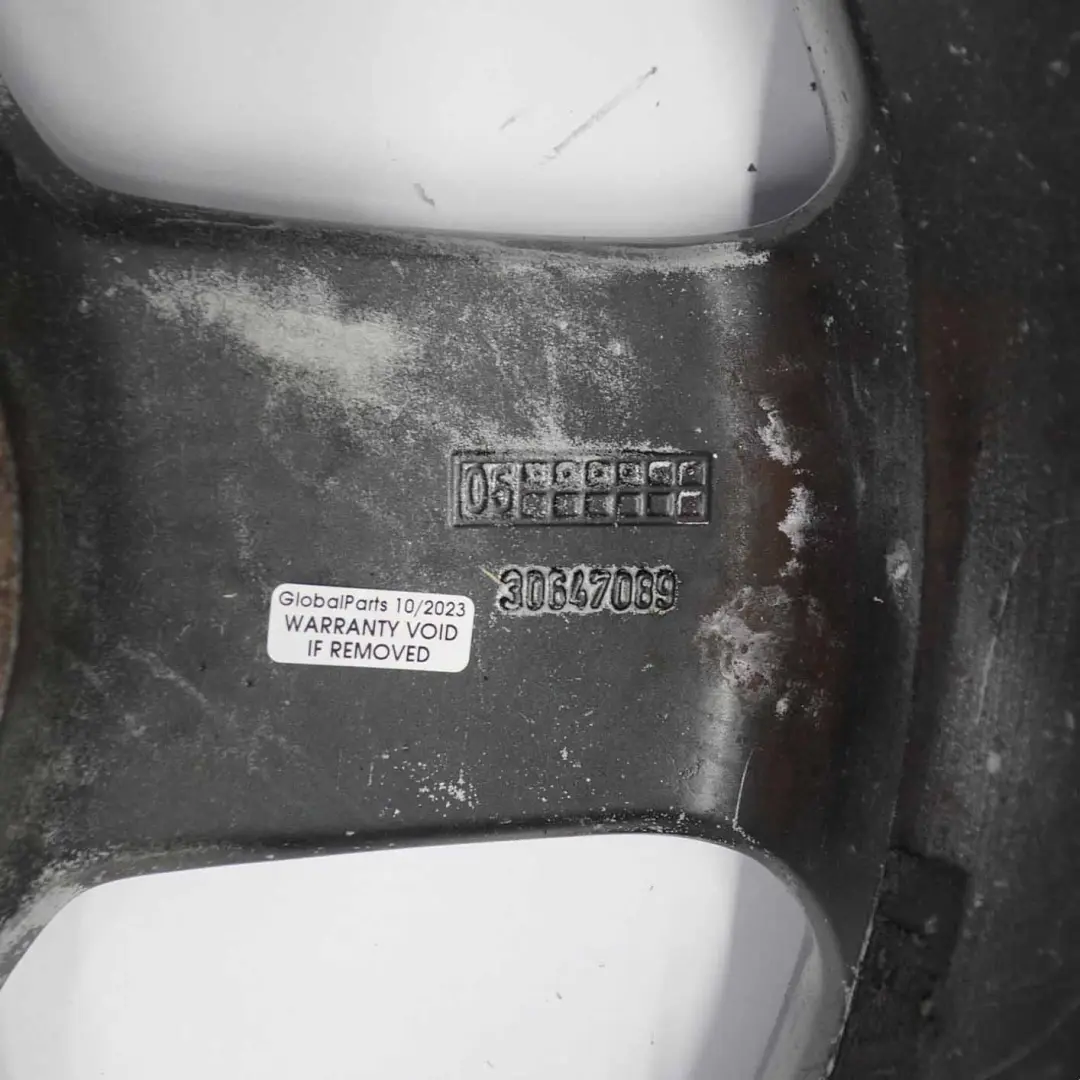 05
30647089
GlobalParts 10/2023
WARRANTY VOID
IF REMOVED